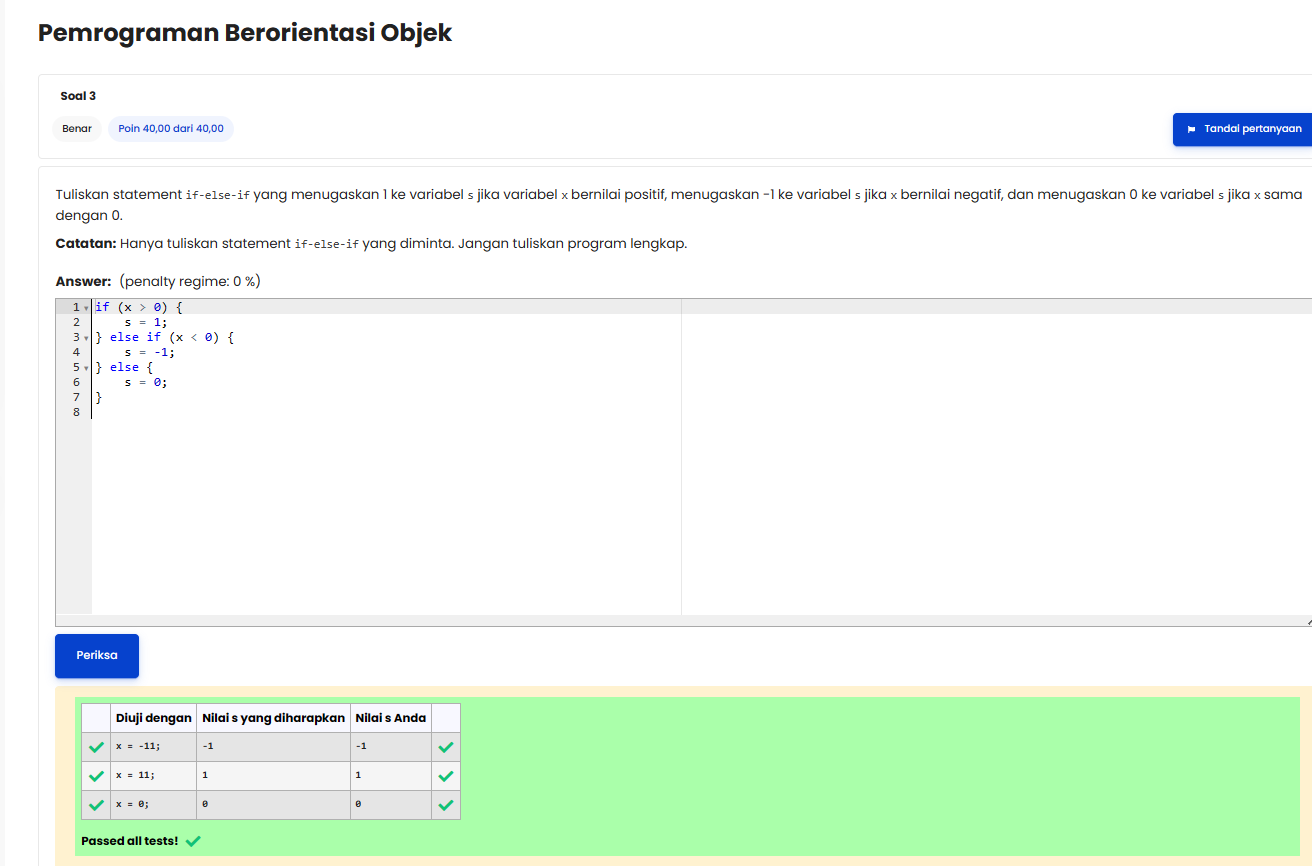 Pemrograman Berorientasi Objek
Soal 3
Benar
Poin 40,00 dari 40,00
Tandai pertanyaan
Tuliskan statement if-else-if yang menugaskan 1 ke variabel s jika variabel x bernilai positif, menugaskan -1 ke variabel s jika x bernilai negatif, dan menugaskan 0 ke variabel s jika x sama
dengan 0.
Catatan: Hanya tuliskan statement if-else-if yang diminta. Jangan tuliskan program lengkap.
Answer: (penalty regime: 0 %)
1 if (x > 0) {
2     s = 1;
3 } else if (x < 0) {
4     s = -1;
5 } else {
6     s = 0;
7 }
8
Periksa
Diuji dengan Nilai s yang diharapkan Nilai s Anda
x = -11; -1 -1
x = 11; 1 1
x = 0; 0 0
Passed all tests!